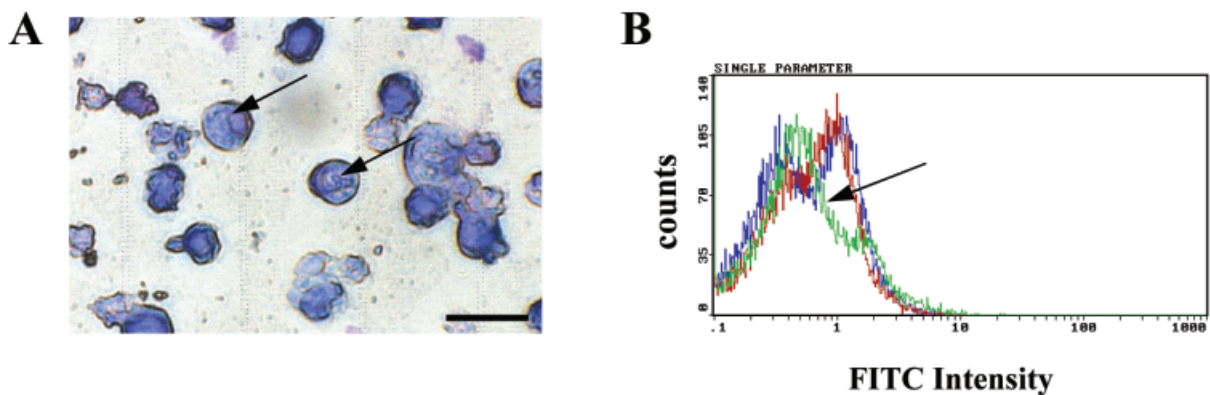 A
B
SINGLE PARAMETER
counts
140
105
70
35
0
.1 1 10 100 1000
FITC Intensity